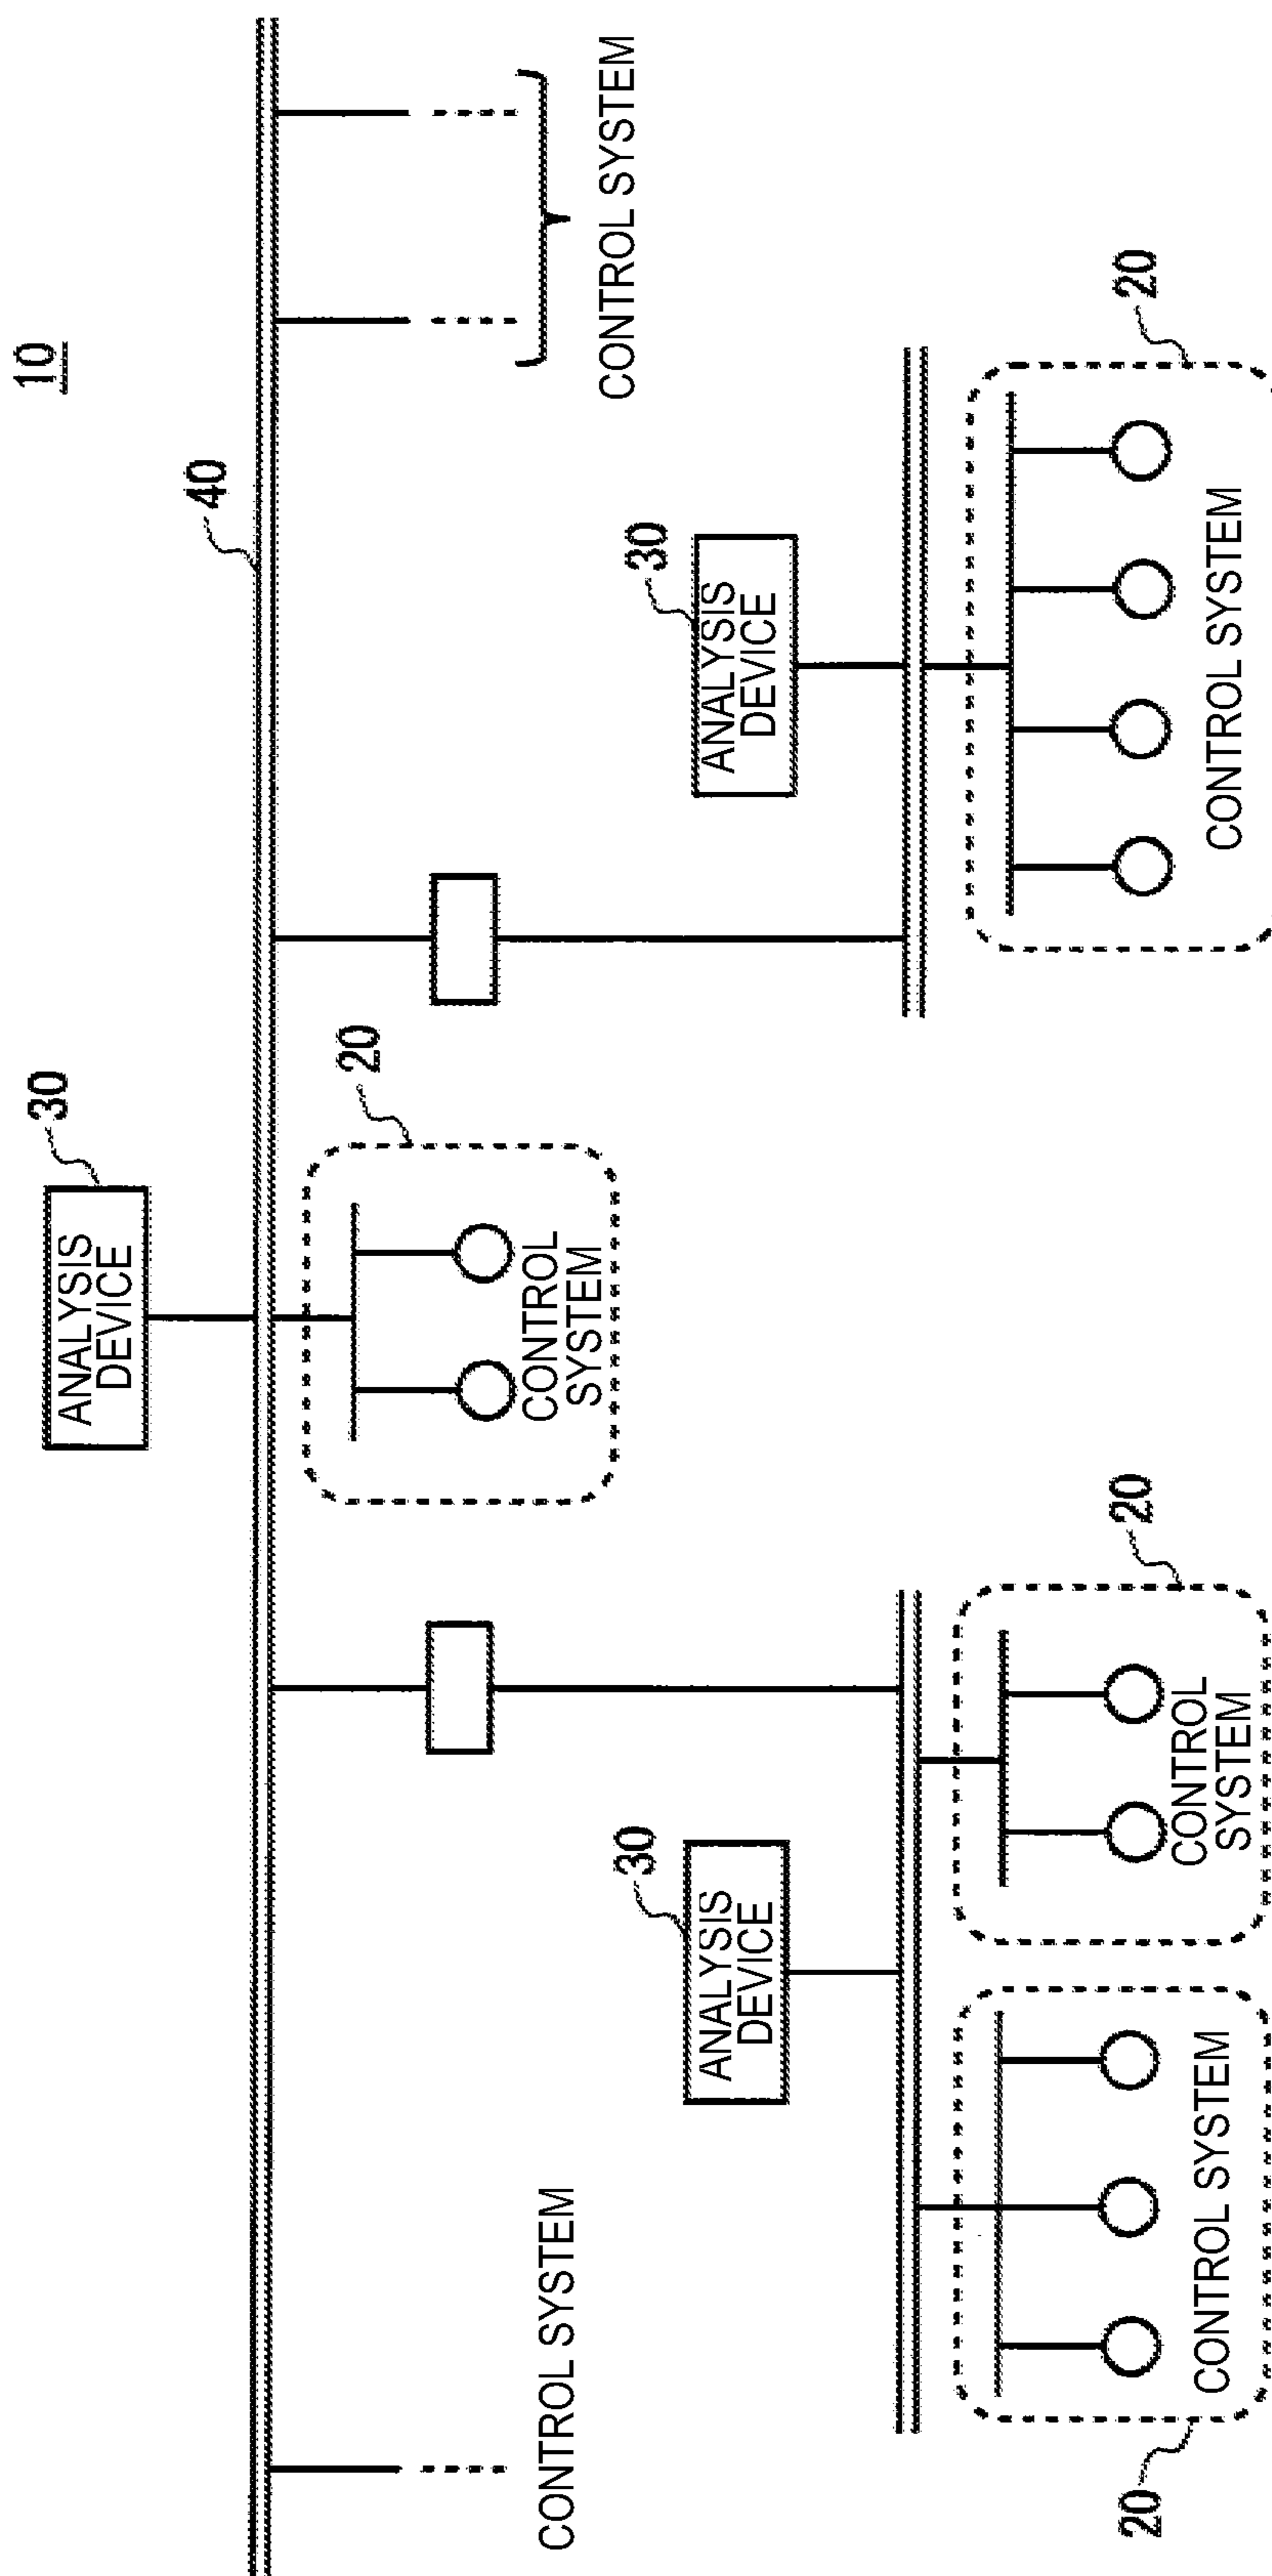 10
40
30
ANALYSIS
DEVICE
20
CONTROL
SYSTEM
CONTROL SYSTEM
CONTROL SYSTEM
30
ANALYSIS
DEVICE
30
ANALYSIS
DEVICE
20
CONTROL SYSTEM
20
CONTROL
SYSTEM
20
CONTROL SYSTEM